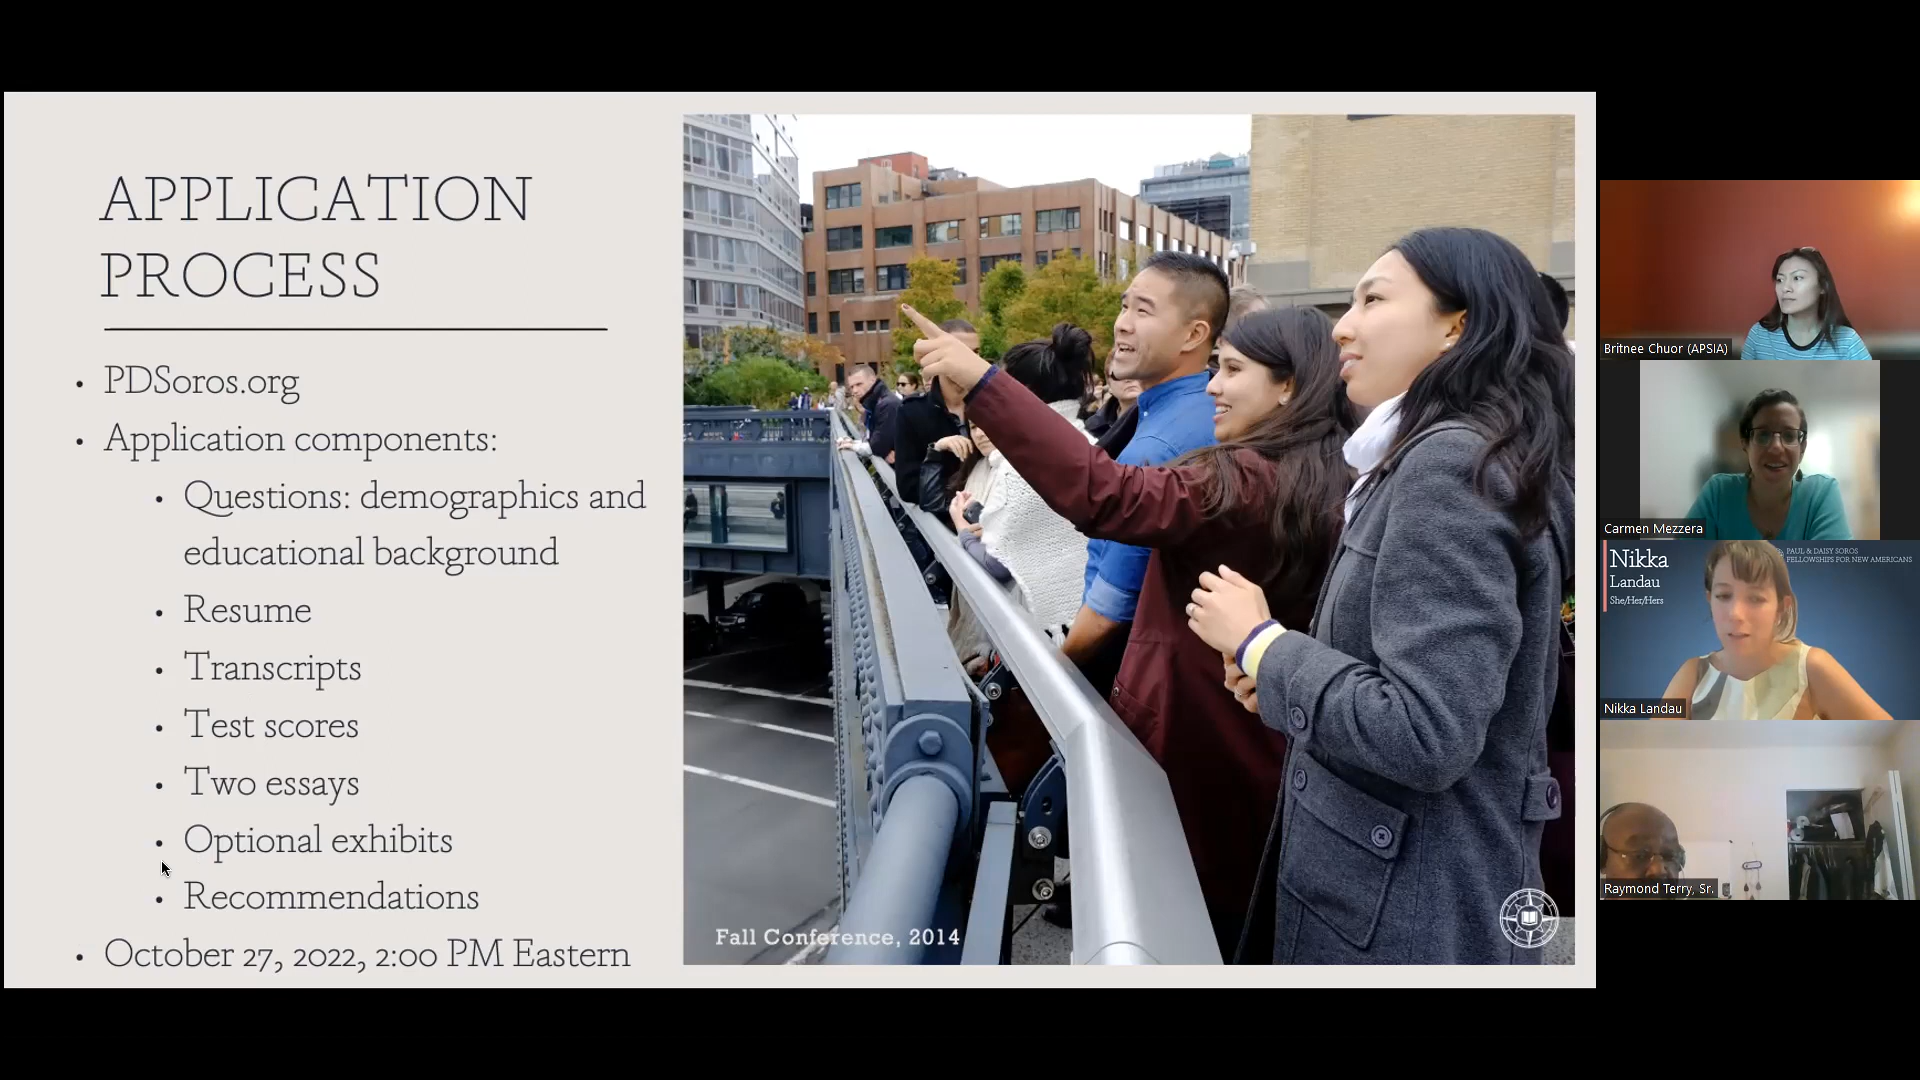 APPLICATION
PROCESS
PDSoros.org
Application components:
Questions: demographics and
educational background
Resume
Transcripts
Test scores
Two essays
Optional exhibits
Recommendations
October 27, 2022, 2:00 PM Eastern
Fall Conference, 2014
Britnee Chuor (APSIA)
Carmen Mezzera
Nikka
Landau
She/Her/Hers
PAUL & DAISY SOROS
FELLOWSHIPS FOR NEW AMERICANS
Nikka Landau
Raymond Terry, Sr.